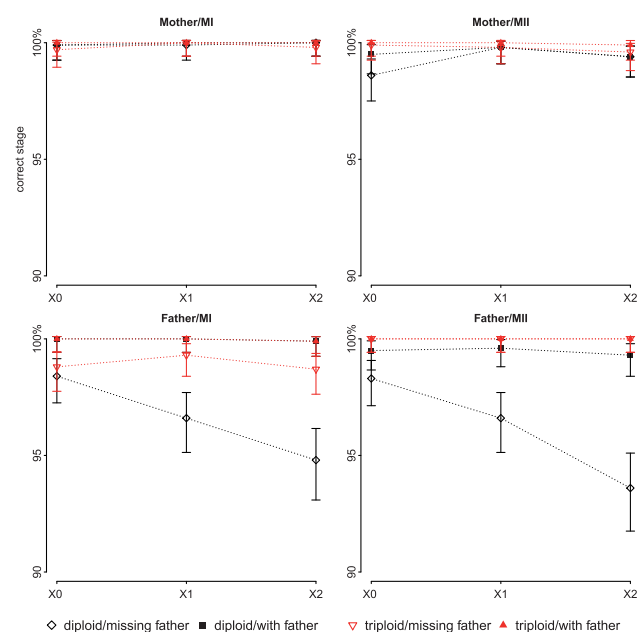 Mother/MI
Mother/MII
100%
95
90
correct stage
X0
X1
X2
100%
95
90
X0
X1
X2
Father/MI
Father/MII
100%
95
90
X0
X1
X2
100%
95
90
X0
X1
X2
diploid/missing father
diploid/with father
triploid/missing father
triploid/with father